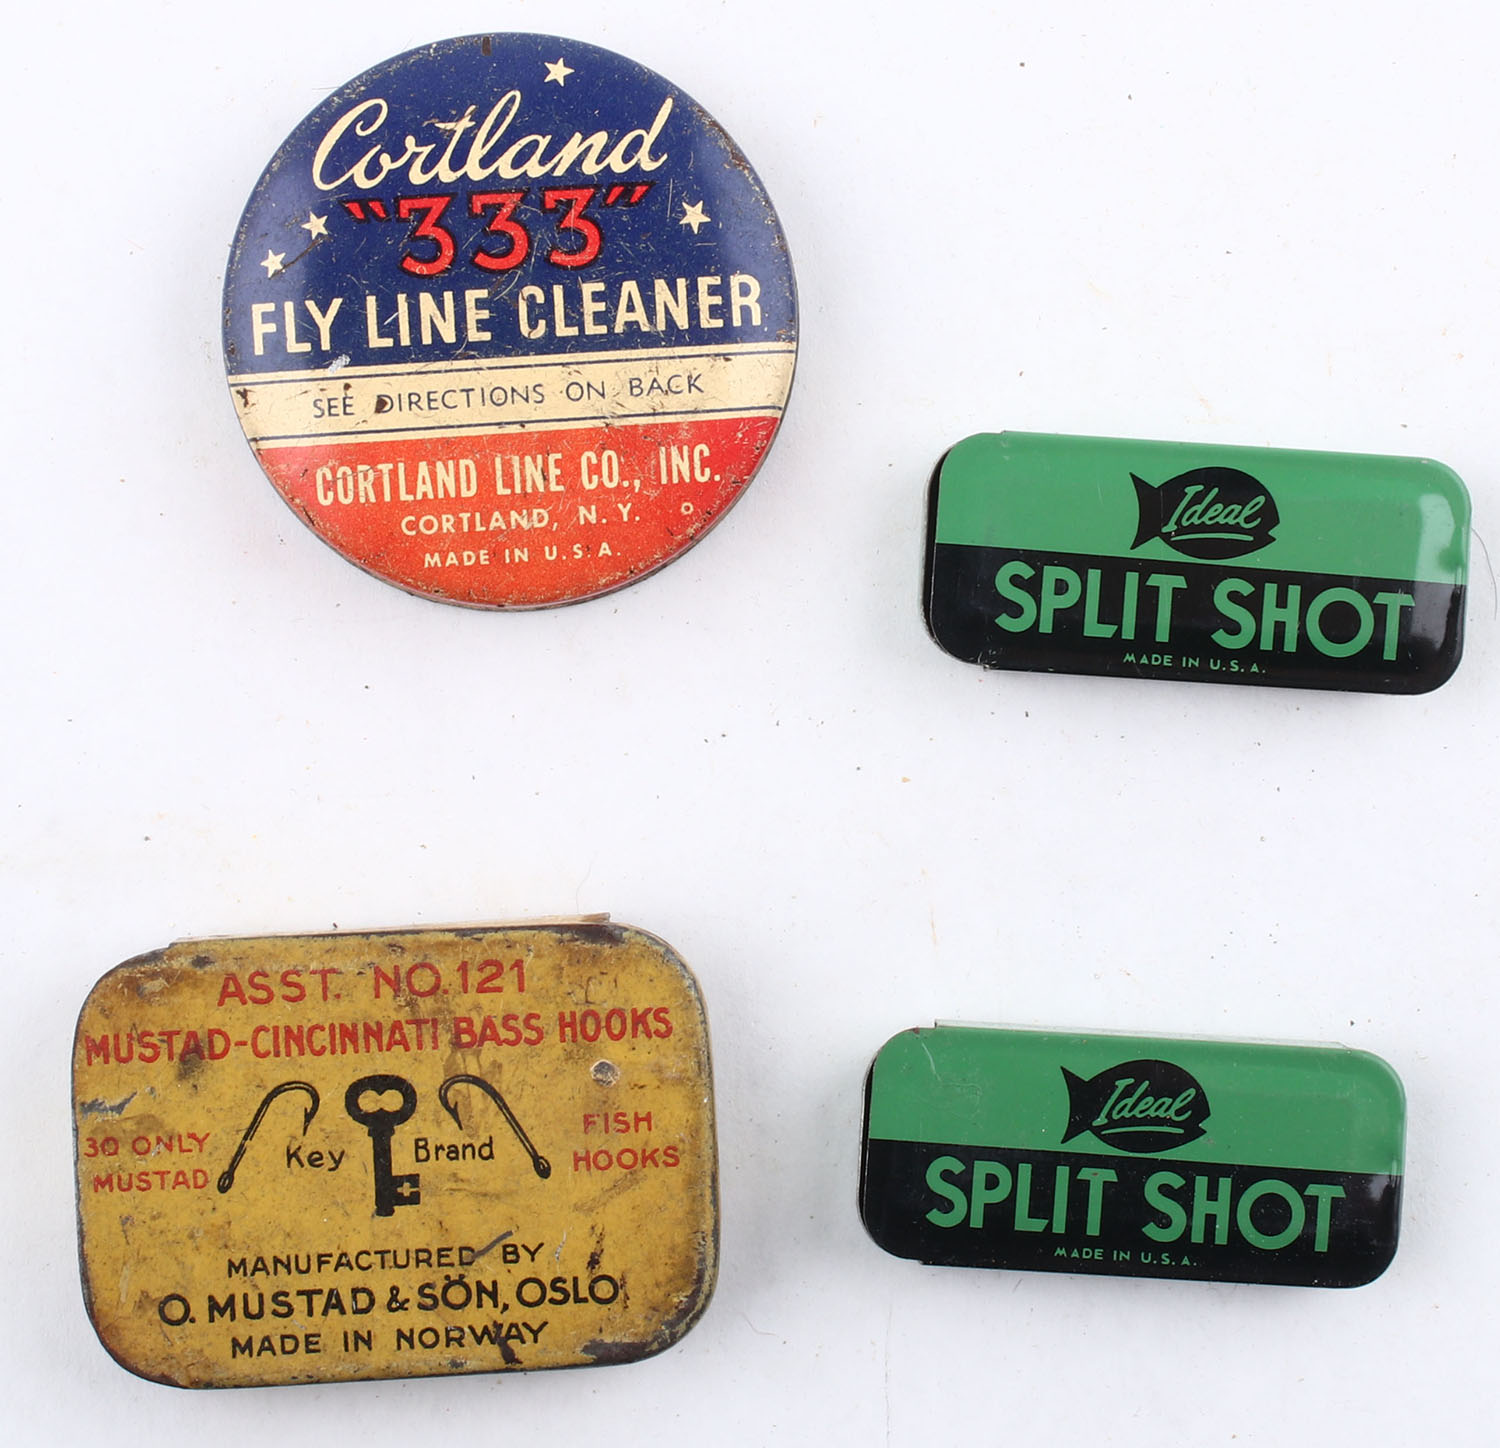 Cortland
"333"
FLY LINE CLEANER
SEE DIRECTIONS ON BACK
CORTLAND LINE CO., INC.
CORTLAND, N.Y.
MADE IN U.S.A.
Ideal
SPLIT SHOT
MADE IN U.S.A.
ASST. NO. 121
MUSTAD-CINCINNATI BASS HOOKS
30 ONLY
MUSTAD
Key Brand
FISH
HOOKS
MANUFACTURED BY
O. MUSTAD & SÖN, OSLO
MADE IN NORWAY
Ideal
SPLIT SHOT
MADE IN U.S.A.